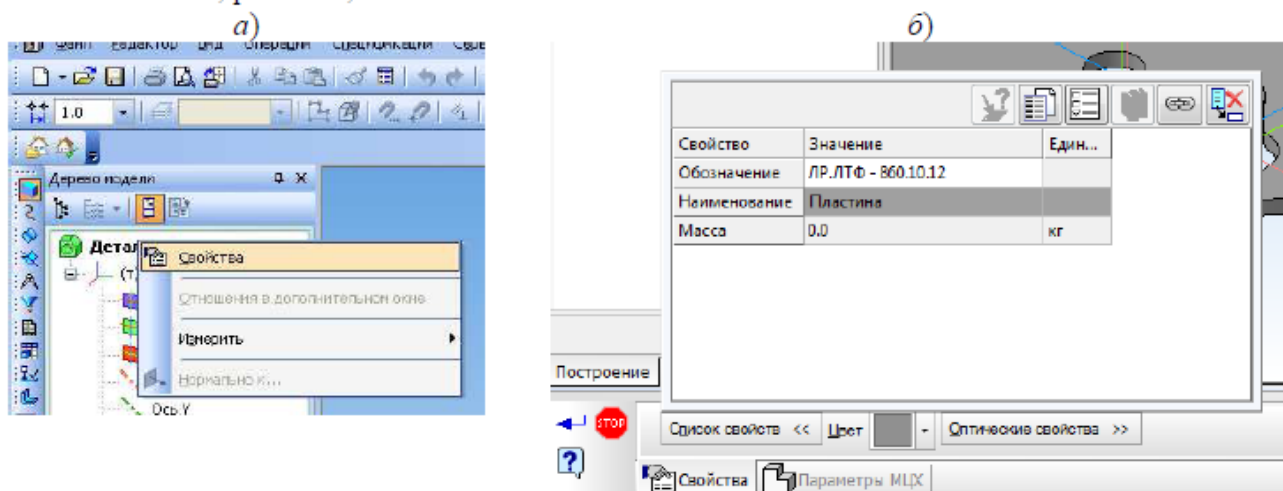 а)
б)
Файл Редактор Вид Операции Спецификации
1.0
Дерево модели
Детал
(т
Свойства
Отношения в дополнительном окне
Измерить
Нормально к...
Ось Y
Свойство Значение Един...
Обозначение ЛР.ЛТФ - 860.10.12
Наименование Пластина
Масса 0.0 кг
Построение
STOP
Список свойств << Цвет Оптические свойства >>
Свойства Параметры МЦХ